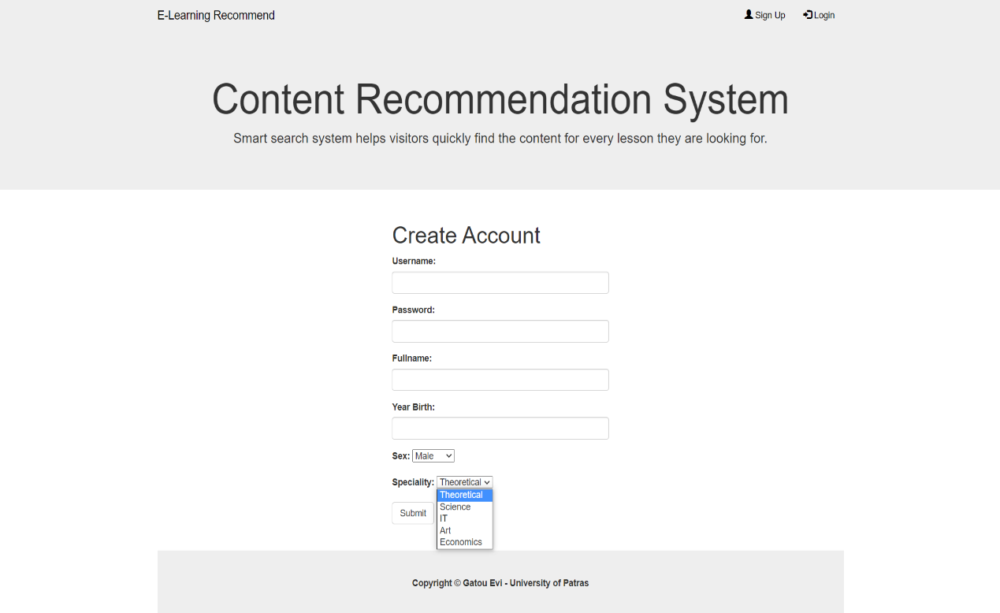 E-Learning Recommend Sign Up Login
Content Recommendation System
Smart search system helps visitors quickly find the content for every lesson they are looking for.
Create Account
Username:
Password:
Fullname:
Year Birth:
Sex: Male
Speciality: Theoretical
Theoretical
Science
IT
Art
Economics
Submit
Copyright © Gatou Evi - University of Patras